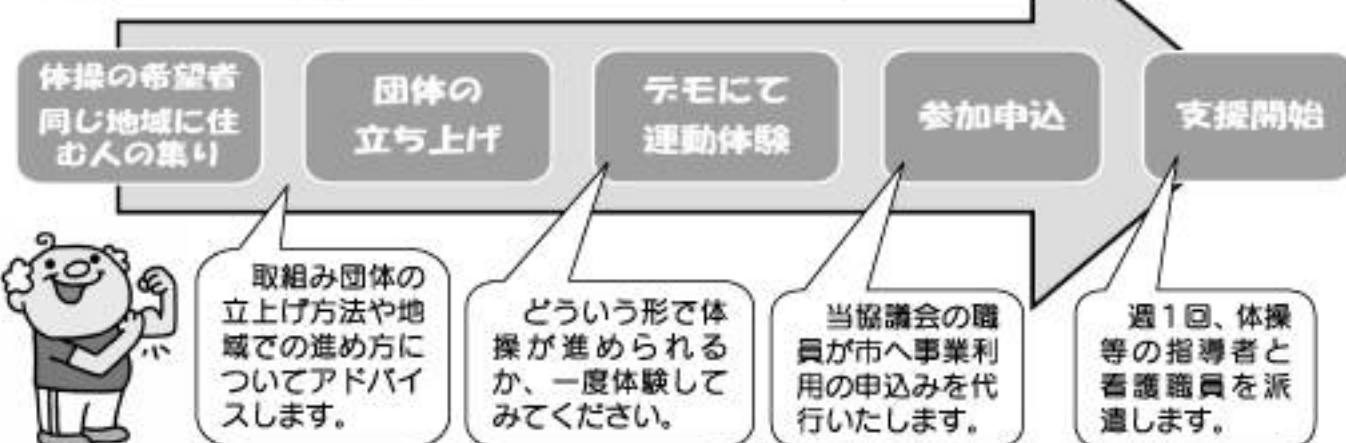 体操の希望者
同じ地域に住
む人の集り
団体の
立ち上げ
デモにて
運動体験
参加申込
支援開始
取組み団体の
立上げ方法や地
域での進め方に
ついてアドバイ
スします。
どういう形で体
操が進められる
か、一度体験して
みてください。
当協議会の職
員が市へ事業利
用の申込みを代
行いたします。
週1回、体操
等の指導者と
看護職員を派
遣します。